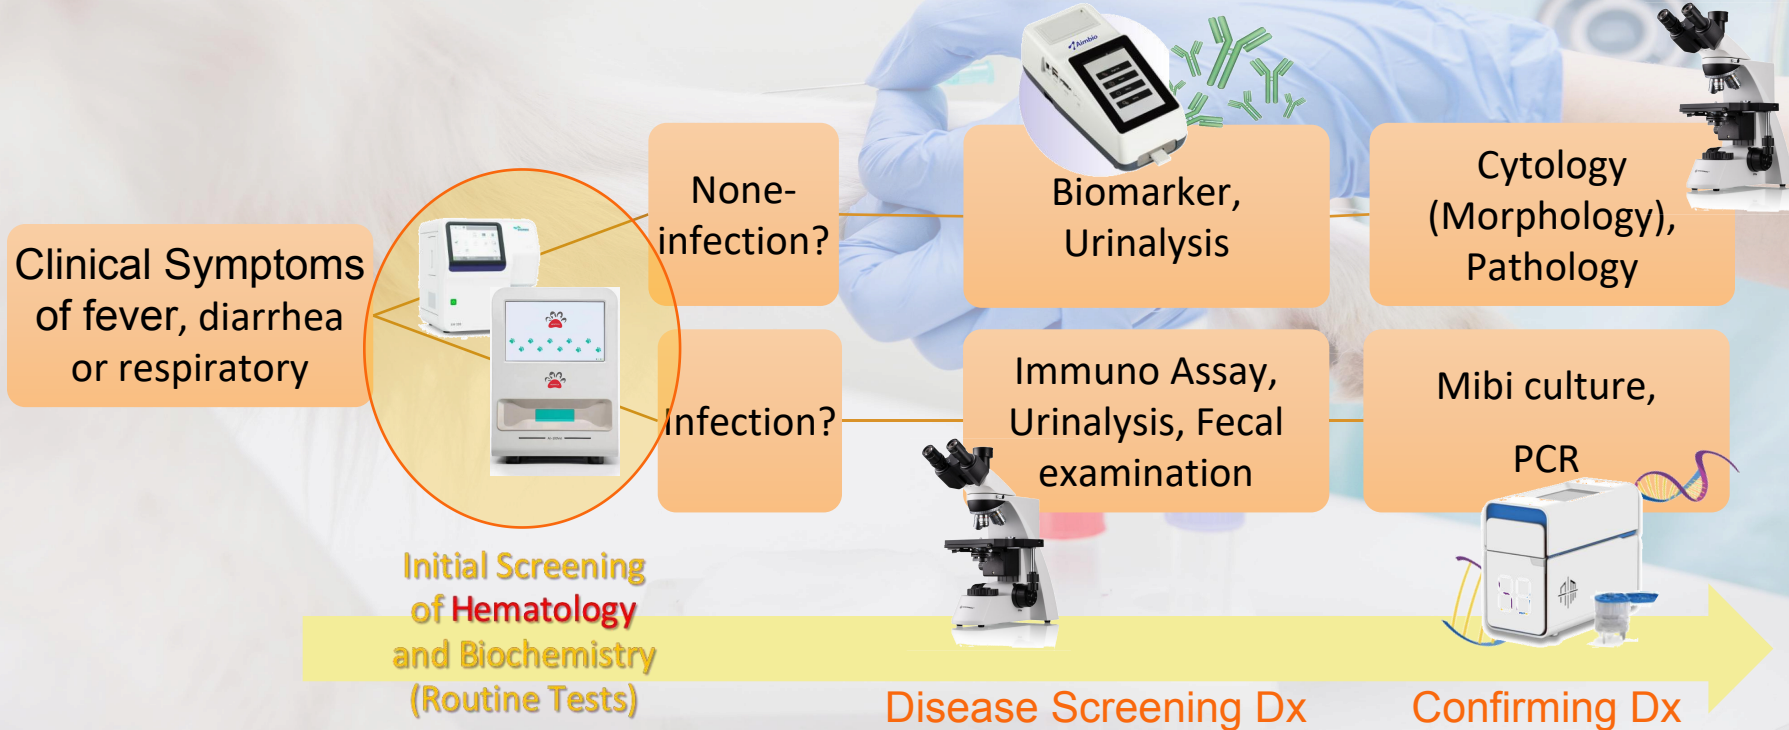 Aimbio
Clinical Symptoms
of fever, diarrhea
or respiratory
None-
infection?
Infection?
Biomarker,
Urinalysis
Immuno Assay,
Urinalysis, Fecal
examination
Cytology
(Morphology),
Pathology
Mibi culture,
PCR
Initial Screening
of Hematology
and Biochemistry
(Routine Tests)
Disease Screening Dx
Confirming Dx